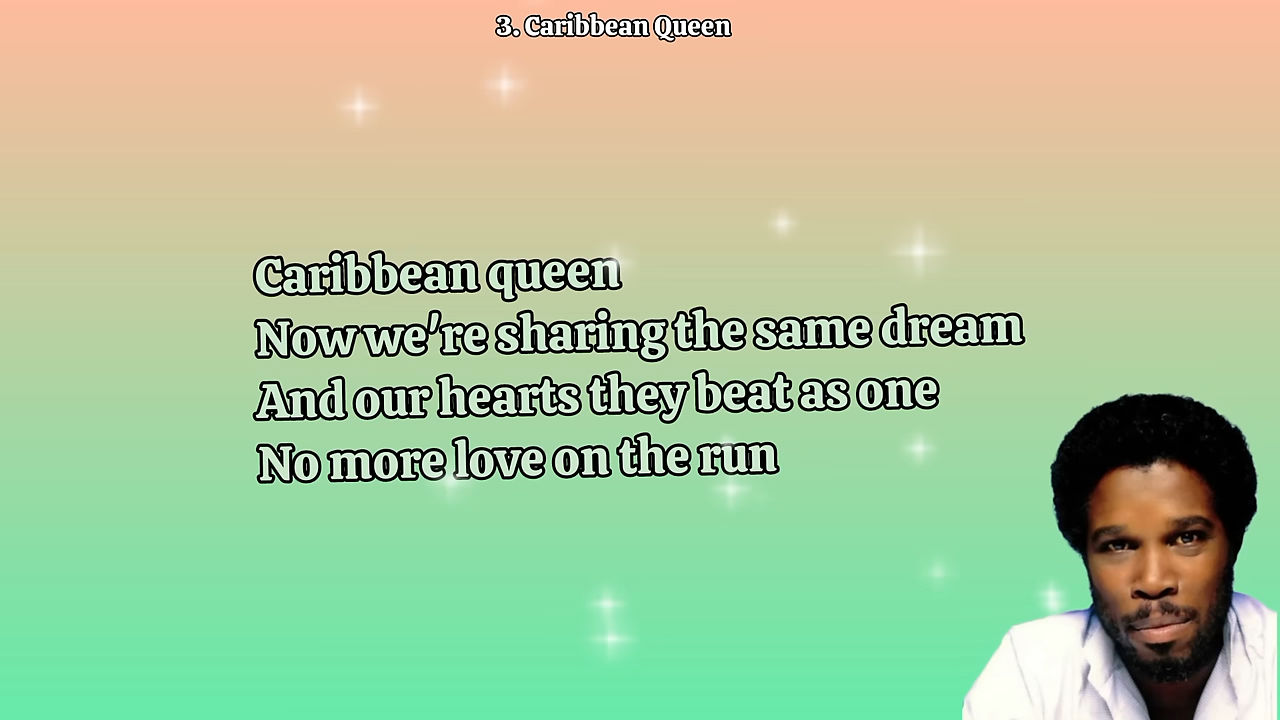 3. Caribbean Queen
Caribbean queen
Now we're sharing the same dream
And our hearts they beat as one
No more love on the run